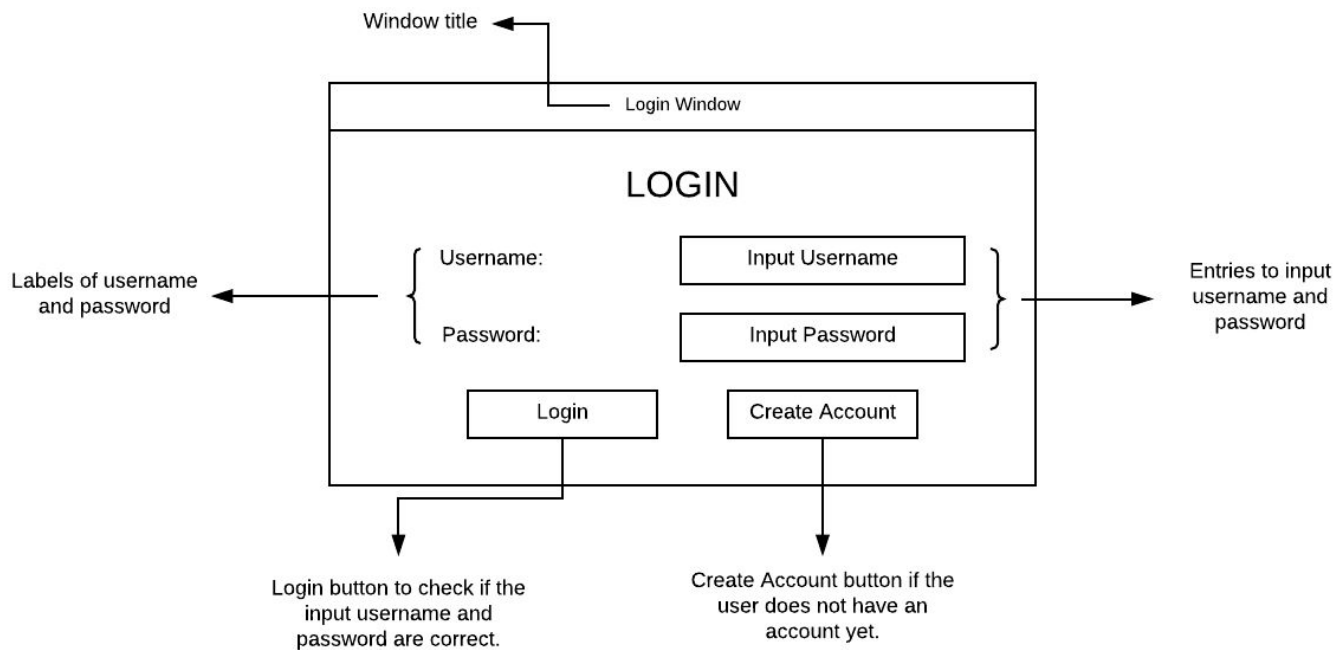 Window title
Login Window
LOGIN
Username:
Input Username
Labels of username
and password
Entries to input
username and
password
Password:
Input Password
Login
Create Account
Login button to check if the
input username and
password are correct.
Create Account button if the
user does not have an
account yet.